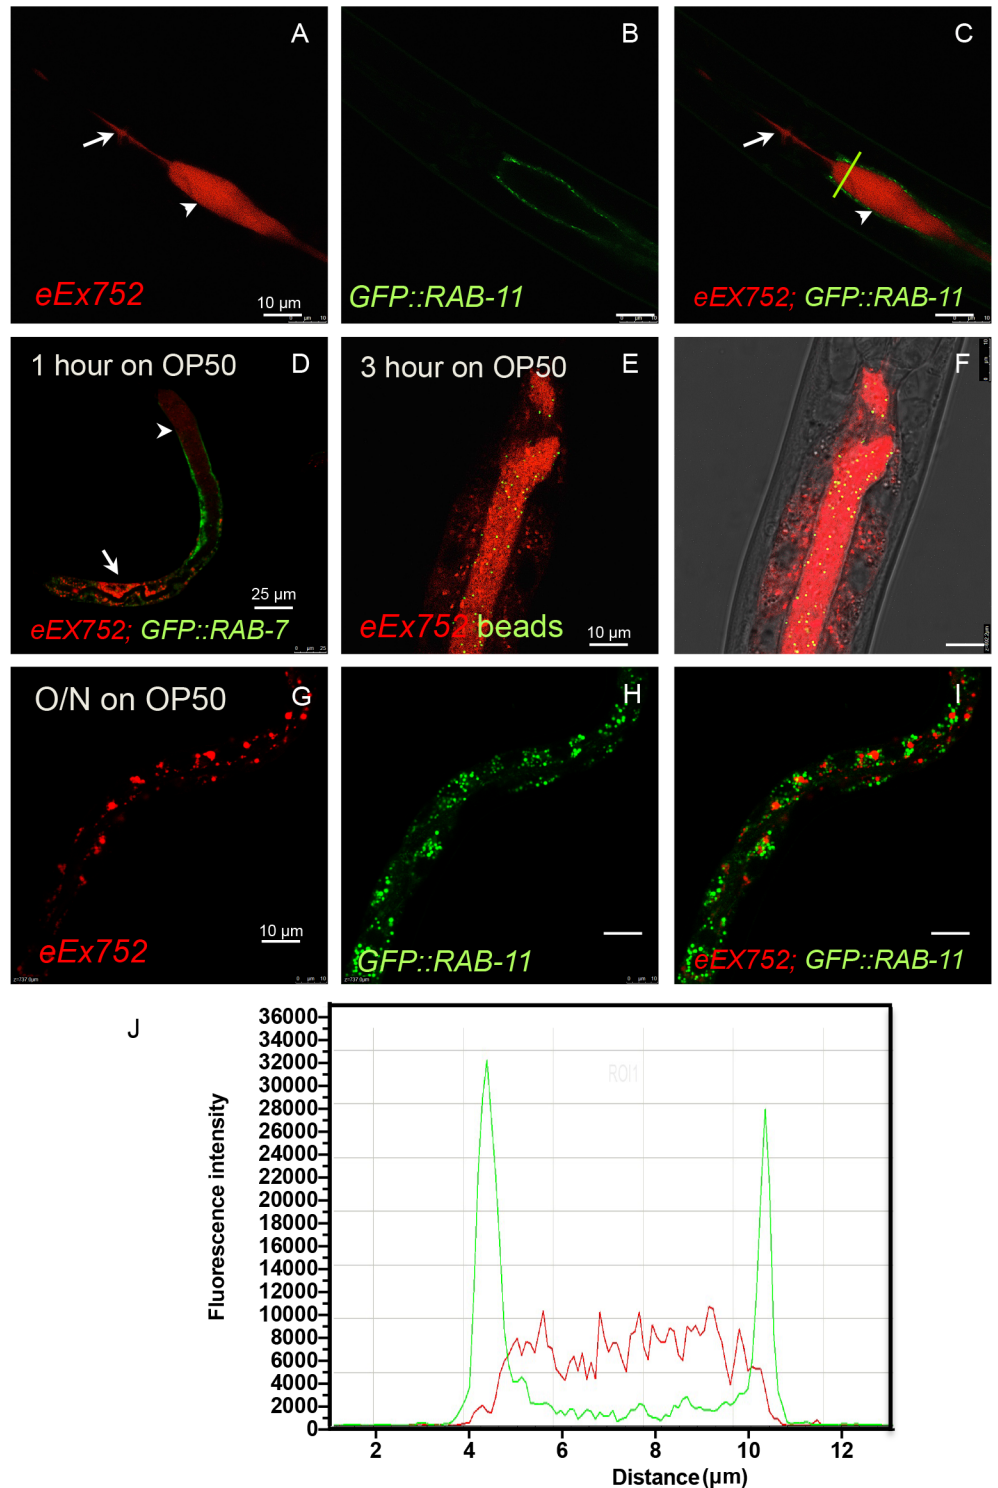 A
eEx752
10 µm
B
GFP::RAB-11
C
eEX752; GFP::RAB-11
1 hour on OP50
D
25 µm
eEX752; GFP::RAB-7
3 hour on OP50
E
eEx752 beads
10 µm
F
O/N on OP50
G
10 µm
eEx752
H
GFP::RAB-11
I
eEX752; GFP::RAB-11
J
36000
34000
32000
30000
28000
26000
24000
22000
20000
18000
16000
14000
12000
10000
8000
6000
4000
2000
0
Fluorescence intensity
ROI1
2 4 6 8 10 12
Distance (µm)